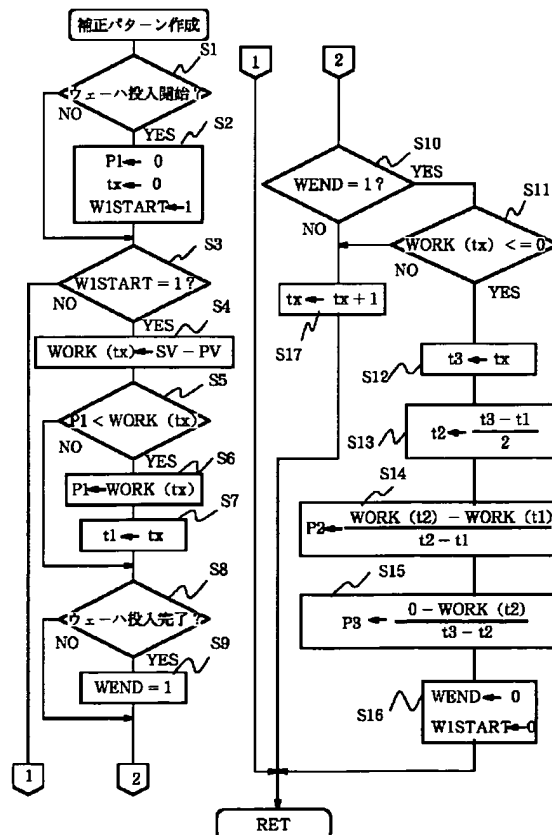 補正パターン作成
S1
ウェーハ投入開始?
NO
YES
S2
P1← 0
tx← 0
W1START←1
S3
W1START=1?
NO
YES
S4
WORK (tx)←SV-PV
S5
P1<WORK (tx)
NO
YES
S6
P1←WORK (tx)
S7
t1 ← tx
S8
ウェーハ投入完了?
NO
YES
S9
WEND=1
1
2
1
2
S10
WEND=1?
YES
NO
S11
WORK (tx) <=0
NO
YES
tx ← tx+1
S17
S12
t3 ← tx
S13
t2 ← t3-t1
2
S14
P2← WORK (t2) -WORK (t1)
t2-t1
S15
P3 ← 0-WORK (t2)
t3-t2
S16
WEND← 0
W1START←0
RET